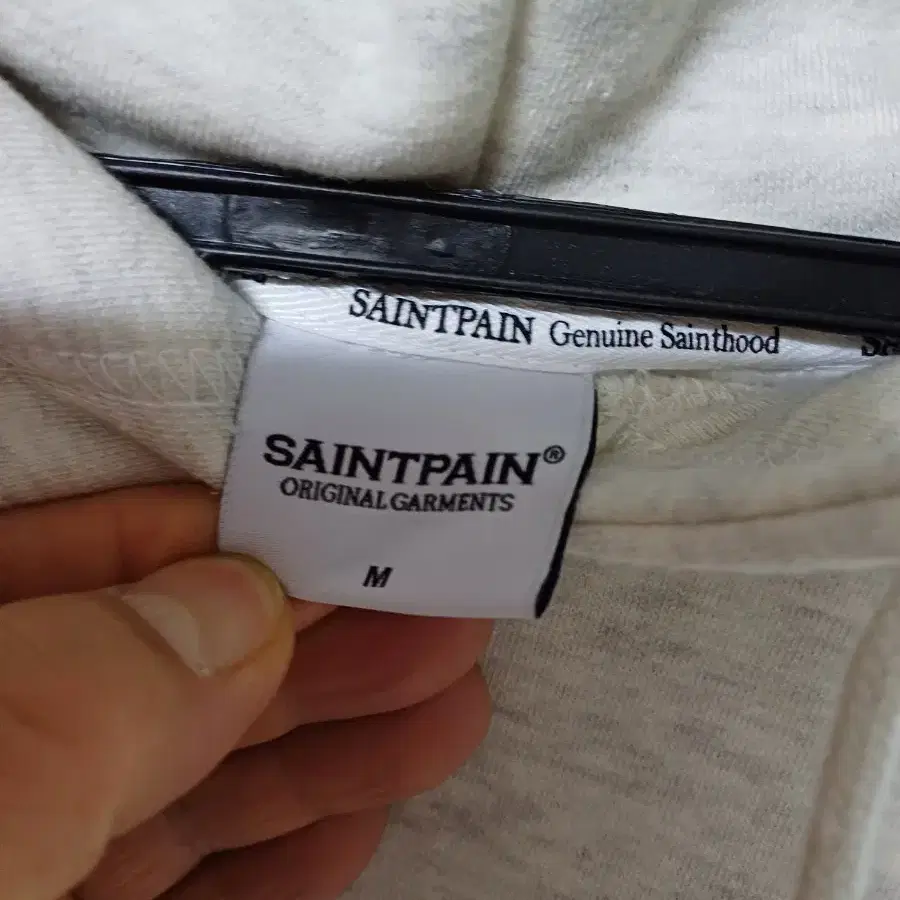 SAINTPAIN Genuine Sainthood
SAINTPAIN®
ORIGINAL GARMENTS
M